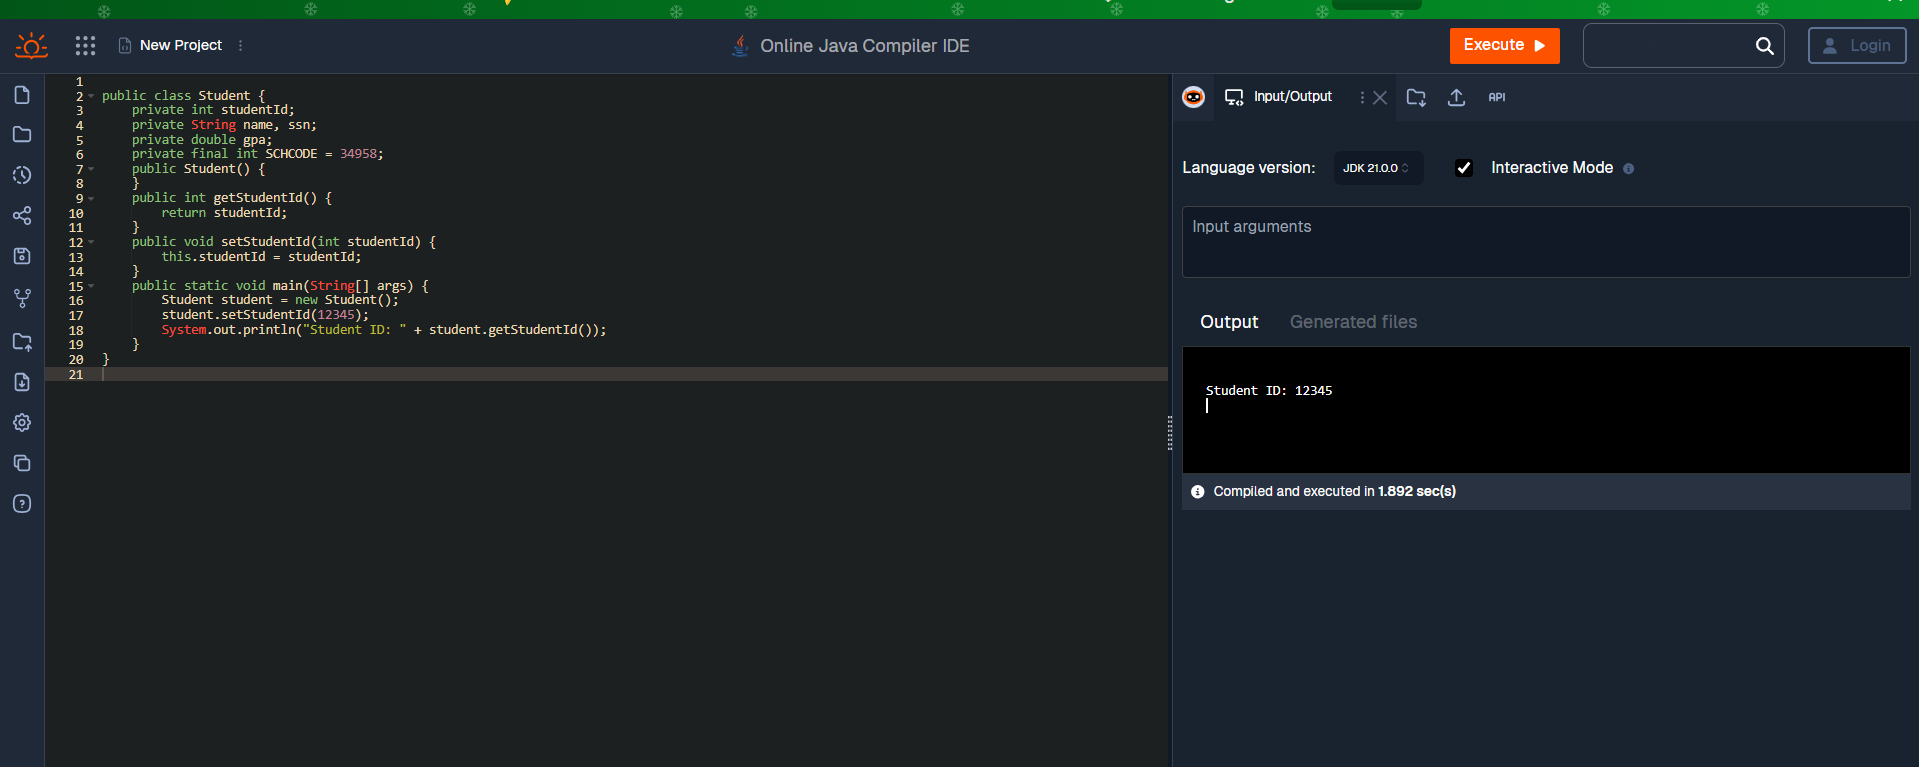 New Project
Online Java Compiler IDE
Execute
Login
1
2 public class Student {
3 private int studentId;
4 private String name, ssn;
5 private double gpa;
6 private final int SCHCODE = 34958;
7 public Student() {
8 }
9 public int getStudentId() {
10 return studentId;
11 }
12 public void setStudentId(int studentId) {
13 this.studentId = studentId;
14 }
15 public static void main(String[] args) {
16 Student student = new Student();
17 student.setStudentId(12345);
18 System.out.println("Student ID: " + student.getStudentId());
19 }
20 }
21
Input/Output
API
Language version:
JDK 21.0.0
Interactive Mode
Input arguments
Output
Generated files
Student ID: 12345
Compiled and executed in 1.892 sec(s)